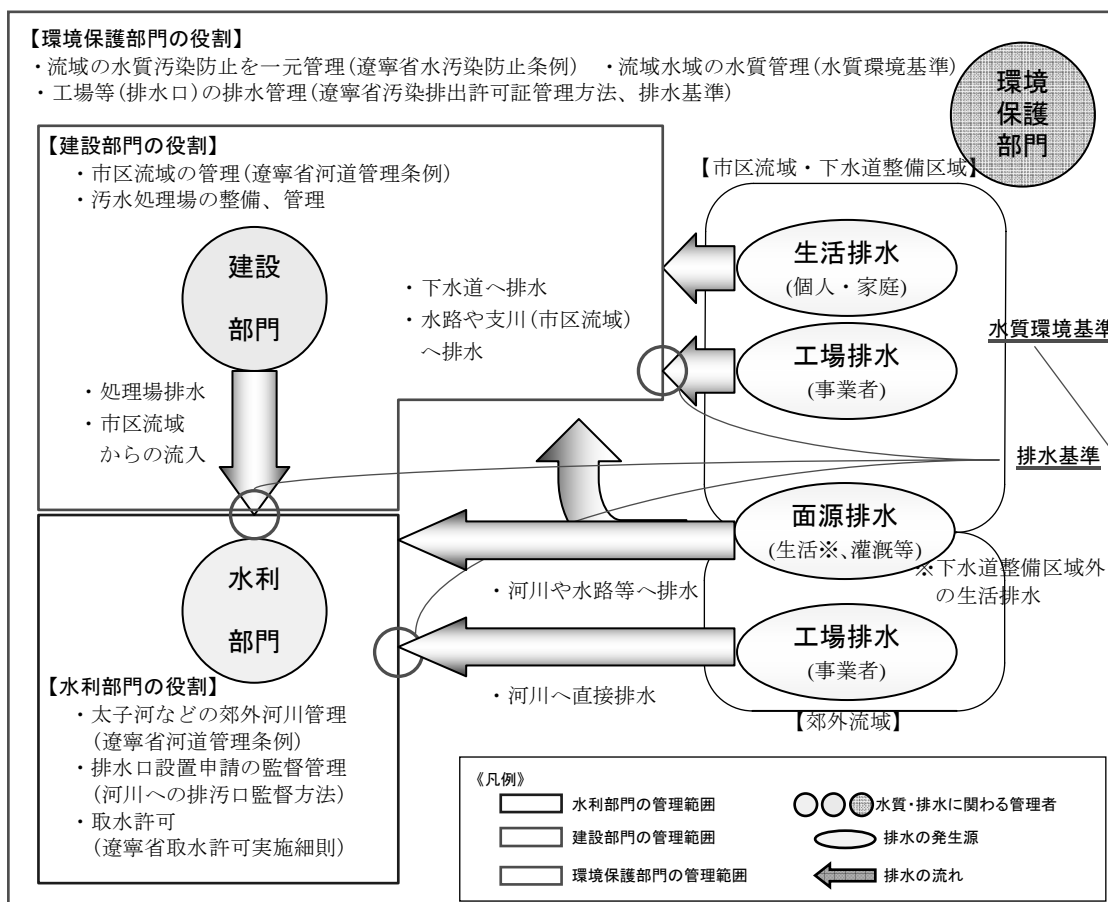 【環境保護部門の役割】
・流域の水質汚染防止を一元管理(遼寧省水汚染防止条例)　・流域水域の水質管理(水質環境基準)
・工場等(排水口)の排水管理(遼寧省汚染排出許可証管理方法、排水基準)
環境
保護
部門
【建設部門の役割】
・市区流域の管理(遼寧省河道管理条例)
・汚水処理場の整備、管理
建設
部門
・下水道へ排水
・水路や支川(市区流域)
へ排水
・処理場排水
・市区流域
からの流入
【市区流域・下水道整備区域】
生活排水
(個人・家庭)
工場排水
(事業者)
水質環境基準
排水基準
面源排水
(生活※、灌漑等)
※下水道整備区域外
の生活排水
・河川や水路等へ排水
工場排水
(事業者)
・河川へ直接排水
【郊外流域】
水利
部門
【水利部門の役割】
・太子河などの郊外河川管理
(遼寧省河道管理条例)
・排水口設置申請の監督管理
(河川への排汚口監督方法)
・取水許可
(遼寧省取水許可実施細則)
《凡例》
水利部門の管理範囲
建設部門の管理範囲
環境保護部門の管理範囲
水質・排水に関わる管理者
排水の発生源
排水の流れ